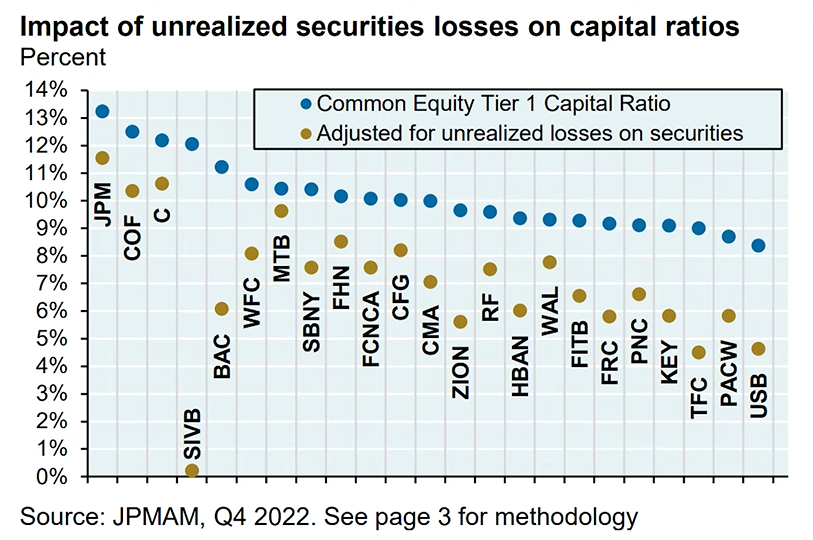 Impact of unrealized securities losses on capital ratios
Percent
14%
13%
12%
11%
10%
9%
8%
7%
6%
5%
4%
3%
2%
1%
0%
Common Equity Tier 1 Capital Ratio
Adjusted for unrealized losses on securities
JPM
COF
C
SIVB
BAC
WFC
MTB
SBNY
FHN
FCNCA
CFG
CMA
ZION
RF
HBAN
WAL
FITB
FRC
PNC
KEY
TFC
PACW
USB
Source: JPMAM, Q4 2022. See page 3 for methodology